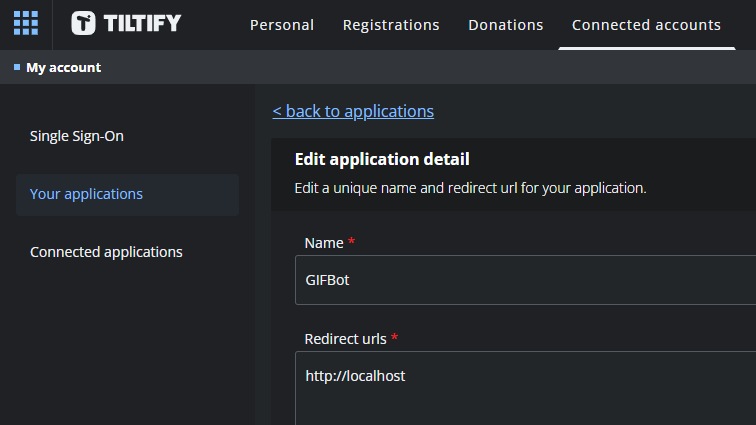 TILTIFY
Personal
Registrations
Donations
Connected accounts
My account
Single Sign-On
Your applications
Connected applications
< back to applications
Edit application detail
Edit a unique name and redirect url for your application.
Name *
GIFBot
Redirect urls *
http://localhost